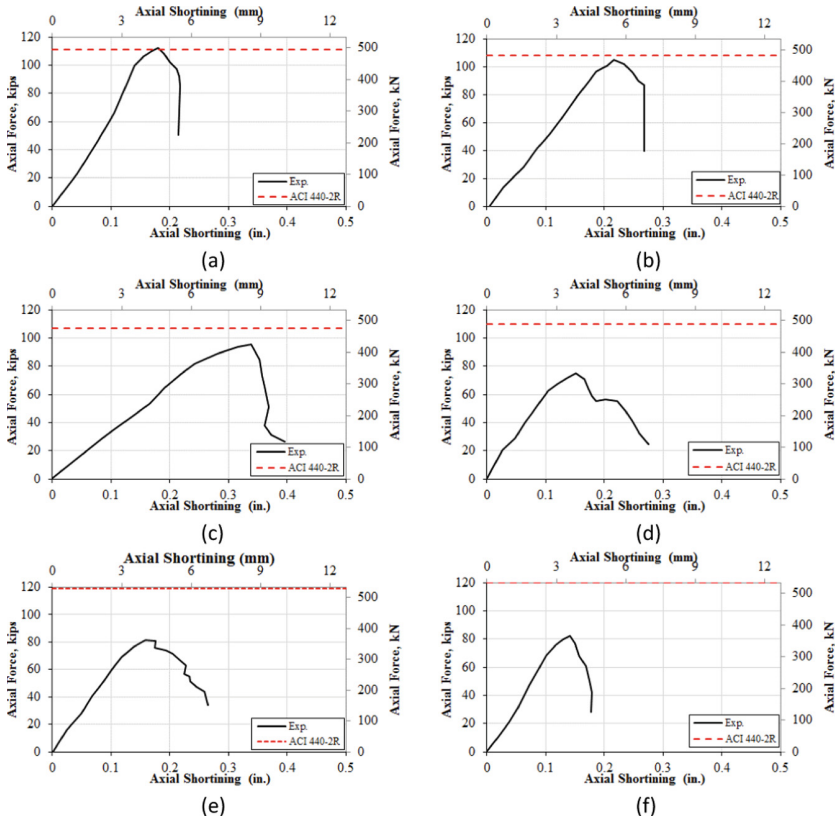 Axial Shortining (mm)
0 3 6 9 12
Axial Force, kips
120 100 80 60 40 20 0
500 400 300 200 100 0
Axial Force, kN
Exp.
ACI 440-2R
0 0.1 0.2 0.3 0.4 0.5
Axial Shortining (in.)
(a)
Axial Shortining (mm)
0 3 6 9 12
Axial Force, kips
120 100 80 60 40 20 0
500 400 300 200 100 0
Axial Force, kN
Exp.
ACI 440-2R
0 0.1 0.2 0.3 0.4 0.5
Axial Shortining (in.)
(b)
Axial Shortining (mm)
0 3 6 9 12
Axial Force, kips
120 100 80 60 40 20 0
500 400 300 200 100 0
Axial Force, kN
Exp.
ACI 440-2R
0 0.1 0.2 0.3 0.4 0.5
Axial Shortining (in.)
(c)
Axial Shortining (mm)
0 3 6 9 12
Axial Force, kips
120 100 80 60 40 20 0
500 400 300 200 100 0
Axial Force, kN
Exp.
ACI 440-2R
0 0.1 0.2 0.3 0.4 0.5
Axial Shortining (in.)
(d)
Axial Shortining (mm)
0 3 6 9 12
Axial Force, kips
120 100 80 60 40 20 0
500 400 300 200 100 0
Axial Force, kN
Exp.
ACI 440-2R
0 0.1 0.2 0.3 0.4 0.5
Axial Shortining (in.)
(e)
Axial Shortining (mm)
0 3 6 9 12
Axial Force, kips
120 100 80 60 40 20 0
500 400 300 200 100 0
Axial Force, kN
Exp.
ACI 440-2R
0 0.1 0.2 0.3 0.4 0.5
Axial Shortining (in.)
(f)